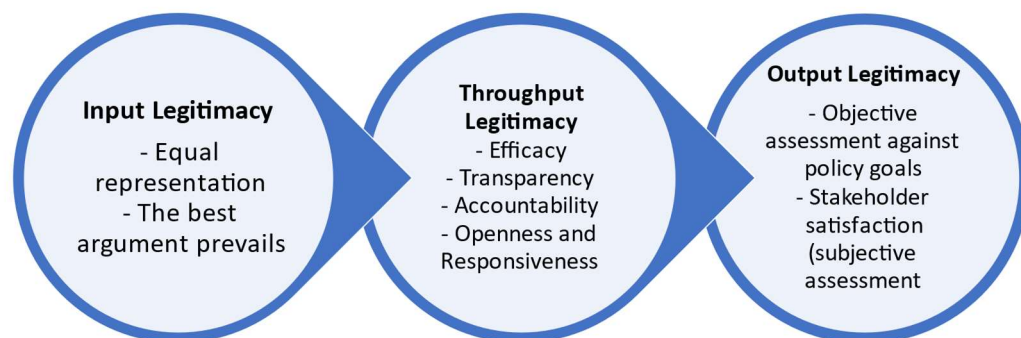 Input Legitimacy
- Equal
representation
- The best
argument prevails
Throughput
Legitimacy
- Efficacy
- Transparency
- Accountability
- Openness and
Responsiveness
Output Legitimacy
- Objective
assessment against
policy goals
- Stakeholder
satisfaction
(subjective
assessment